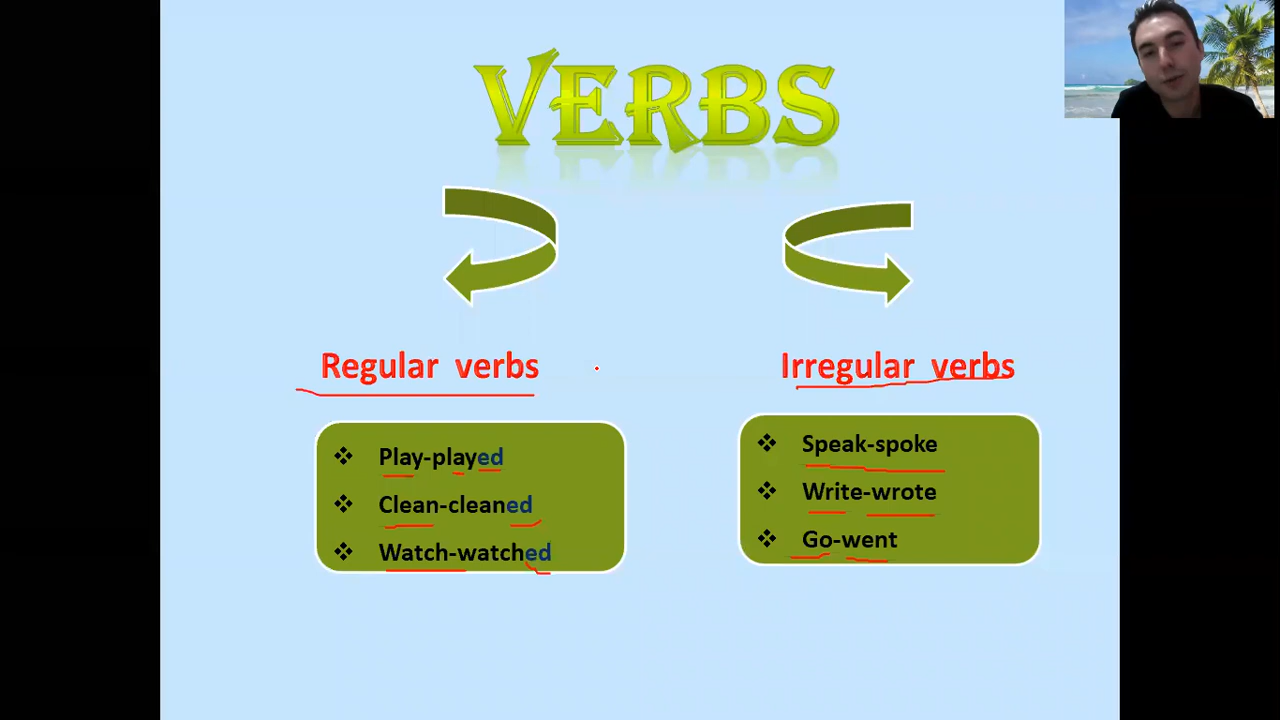 VERBS
Regular verbs
Irregular verbs
Play-played
Clean-cleaned
Watch-watched
Speak-spoke
Write-wrote
Go-went